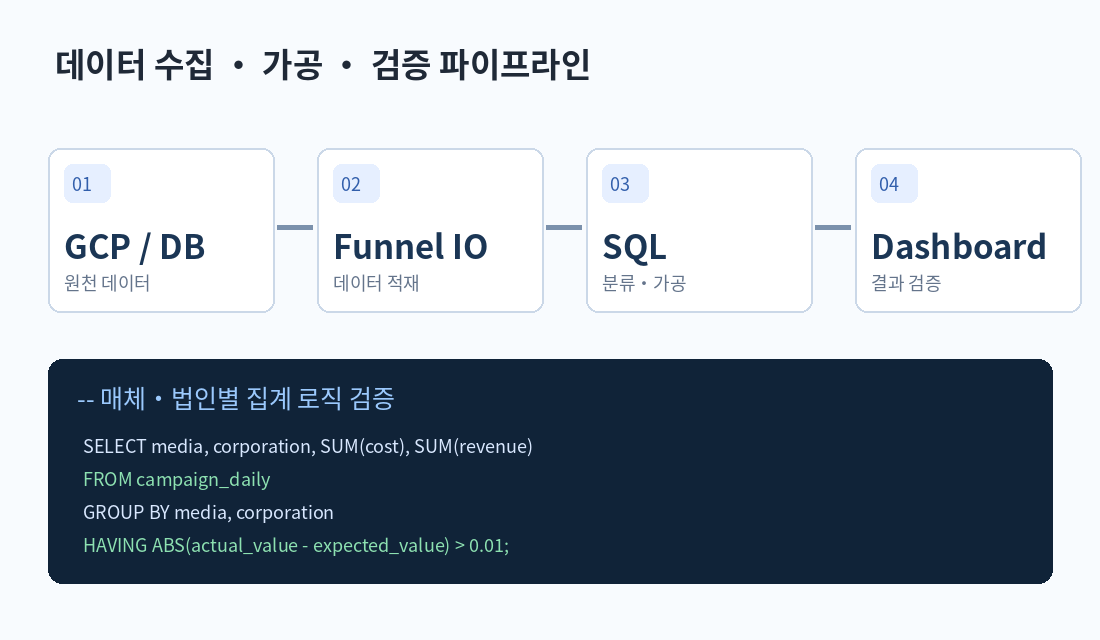 데이터 수집 · 가공 · 검증 파이프라인
01
GCP / DB
원천 데이터
02
Funnel IO
데이터 적재
03
SQL
분류·가공
04
Dashboard
결과 검증
-- 매체·법인별 집계 로직 검증
SELECT media, corporation, SUM(cost), SUM(revenue)
FROM campaign_daily
GROUP BY media, corporation
HAVING ABS(actual_value - expected_value) > 0.01;